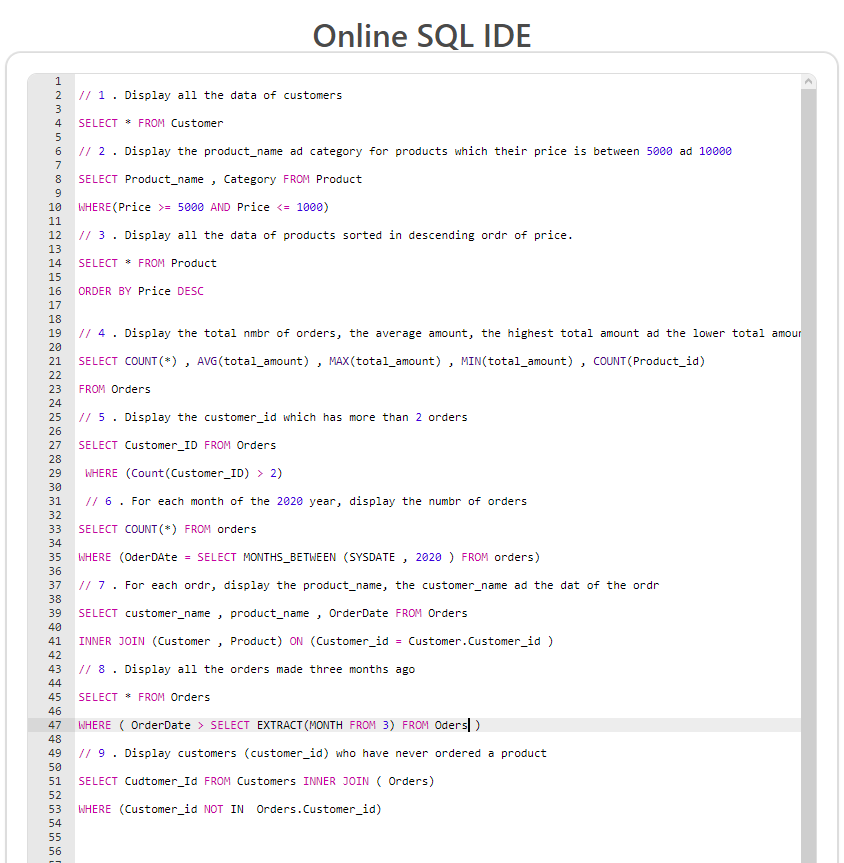 Online SQL IDE
1
2 // 1 . Display all the data of customers
3
4 SELECT * FROM Customer
5
6 // 2 . Display the product_name ad category for products which their price is between 5000 ad 10000
7
8 SELECT Product_name , Category FROM Product
9
10 WHERE(Price >= 5000 AND Price <= 1000)
11
12 // 3 . Display all the data of products sorted in descending ordr of price.
13
14 SELECT * FROM Product
15
16 ORDER BY Price DESC
17
18
19 // 4 . Display the total nmbr of orders, the average amount, the highest total amount ad the lower total amour
20
21 SELECT COUNT(*) , AVG(total_amount) , MAX(total_amount) , MIN(total_amount) , COUNT(Product_id)
22
23 FROM Orders
24
25 // 5 . Display the customer_id which has more than 2 orders
26
27 SELECT Customer_ID FROM Orders
28
29 WHERE (Count(Customer_ID) > 2)
30
31 // 6 . For each month of the 2020 year, display the numbr of orders
32
33 SELECT COUNT(*) FROM orders
34
35 WHERE (OderDAte = SELECT MONTHS_BETWEEN (SYSDATE , 2020 ) FROM orders)
36
37 // 7 . For each ordr, display the product_name, the customer_name ad the dat of the ordr
38
39 SELECT customer_name , product_name , OrderDate FROM Orders
40
41 INNER JOIN (Customer , Product) ON (Customer_id = Customer.Customer_id )
42
43 // 8 . Display all the orders made three months ago
44
45 SELECT * FROM Orders
46
47 WHERE ( OrderDate > SELECT EXTRACT(MONTH FROM 3) FROM Oders )
48
49 // 9 . Display customers (customer_id) who have never ordered a product
50
51 SELECT Cudtomer_Id FROM Customers INNER JOIN ( Orders)
52
53 WHERE (Customer_id NOT IN Orders.Customer_id)
54
55
56